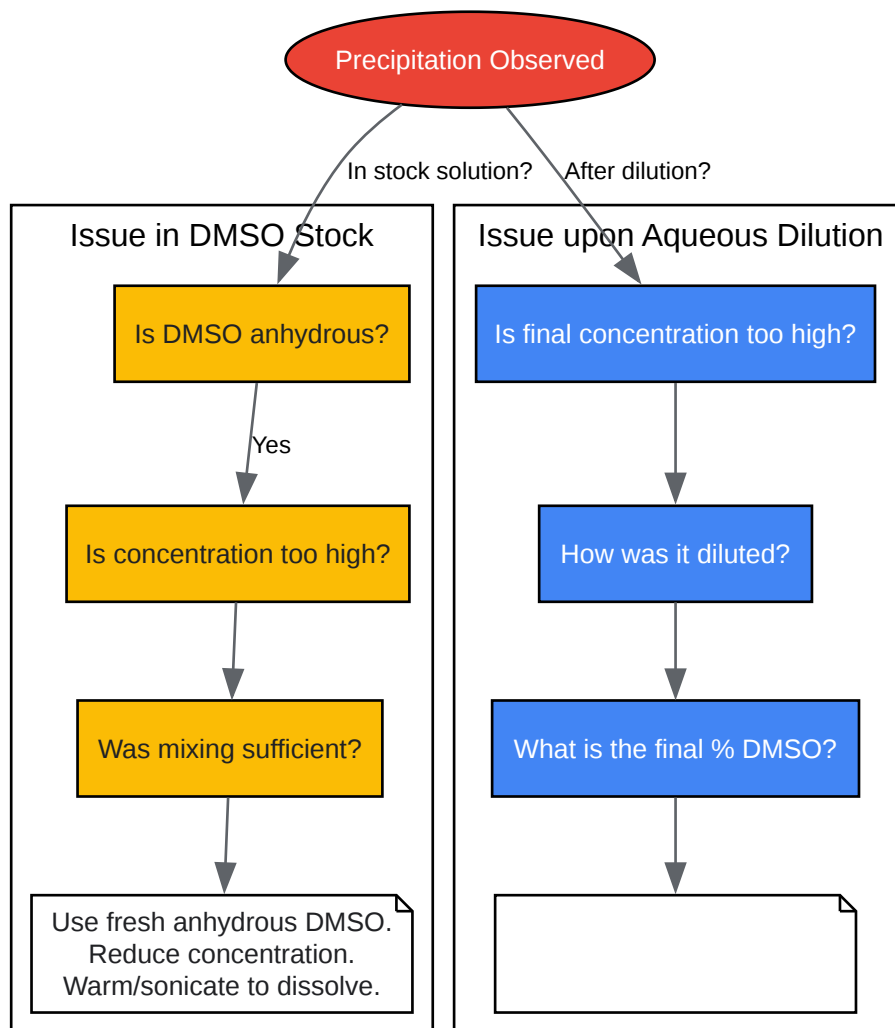 Precipitation Observed
In stock solution?
After dilution?
Issue in DMSO Stock
Is DMSO anhydrous?
Yes
Is concentration too high?
Was mixing sufficient?
Use fresh anhydrous DMSO.
Reduce concentration.
Warm/sonicate to dissolve.
Issue upon Aqueous Dilution
Is final concentration too high?
How was it diluted?
What is the final % DMSO?